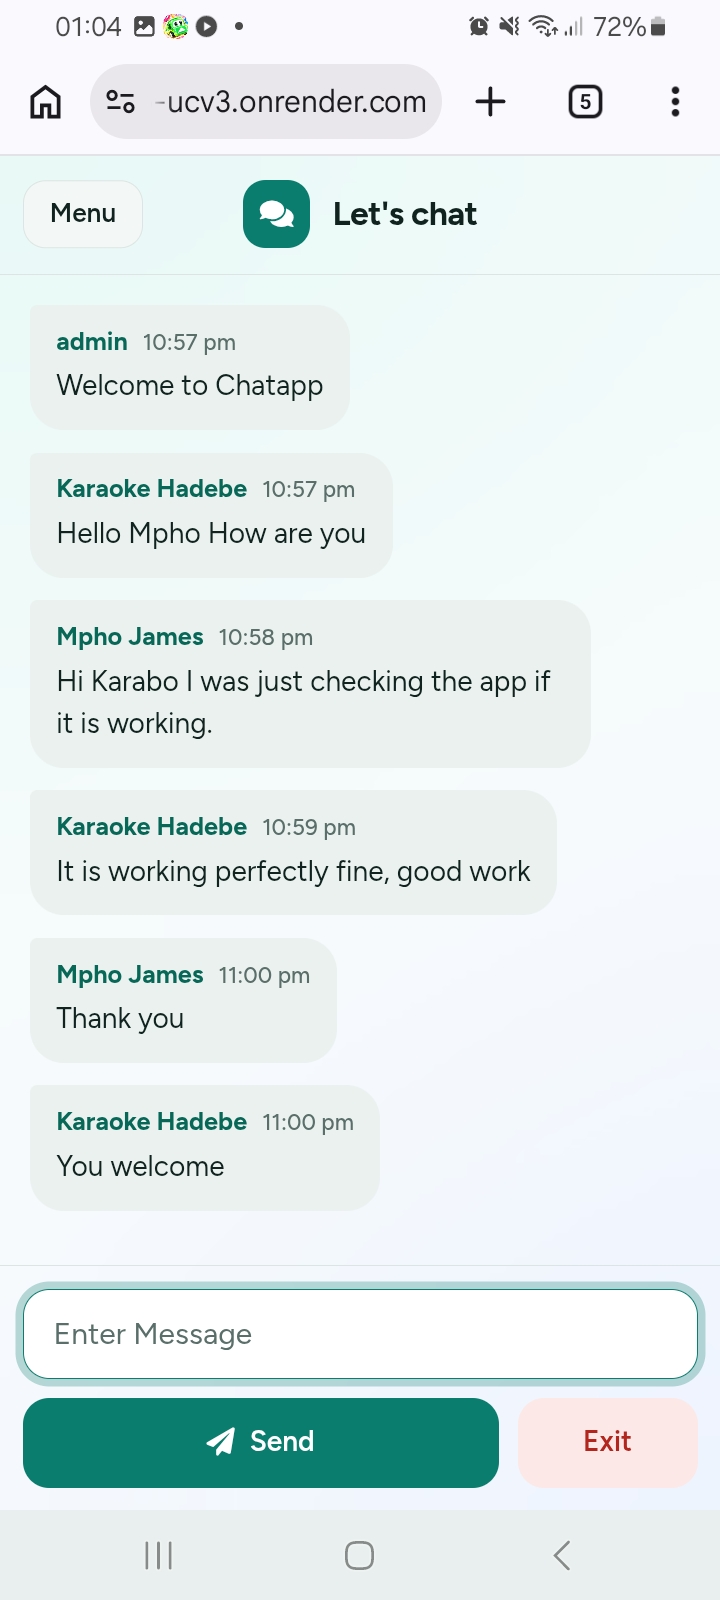 01:04
72%
-ucv3.onrender.com
5
Menu
Let's chat
admin 10:57 pm
Welcome to Chatapp
Karaoke Hadebe 10:57 pm
Hello Mpho How are you
Mpho James 10:58 pm
Hi Karabo I was just checking the app if
it is working.
Karaoke Hadebe 10:59 pm
It is working perfectly fine, good work
Mpho James 11:00 pm
Thank you
Karaoke Hadebe 11:00 pm
You welcome
Enter Message
Send
Exit